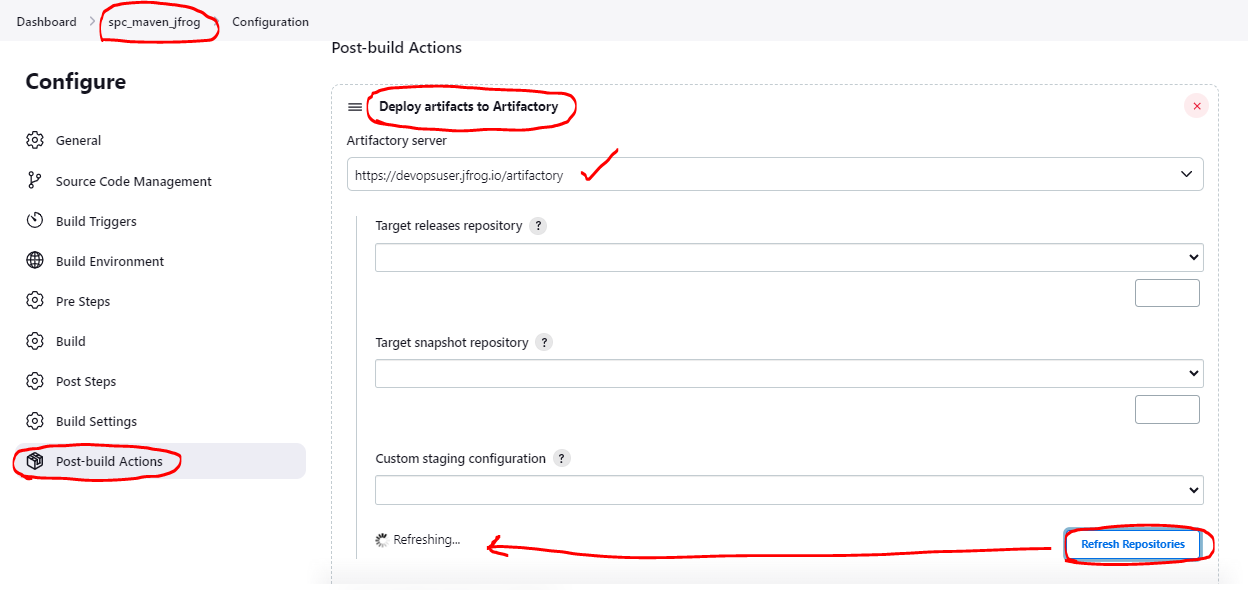 Dashboard > spc_maven_jfrog > Configuration
Configure
General
Source Code Management
Build Triggers
Build Environment
Pre Steps
Build
Post Steps
Build Settings
Post-build Actions
Post-build Actions
Deploy artifacts to Artifactory
Artifactory server
https://devopsuser.jfrog.io/artifactory
Target releases repository ?
Target snapshot repository ?
Custom staging configuration ?
Refreshing...
Refresh Repositories